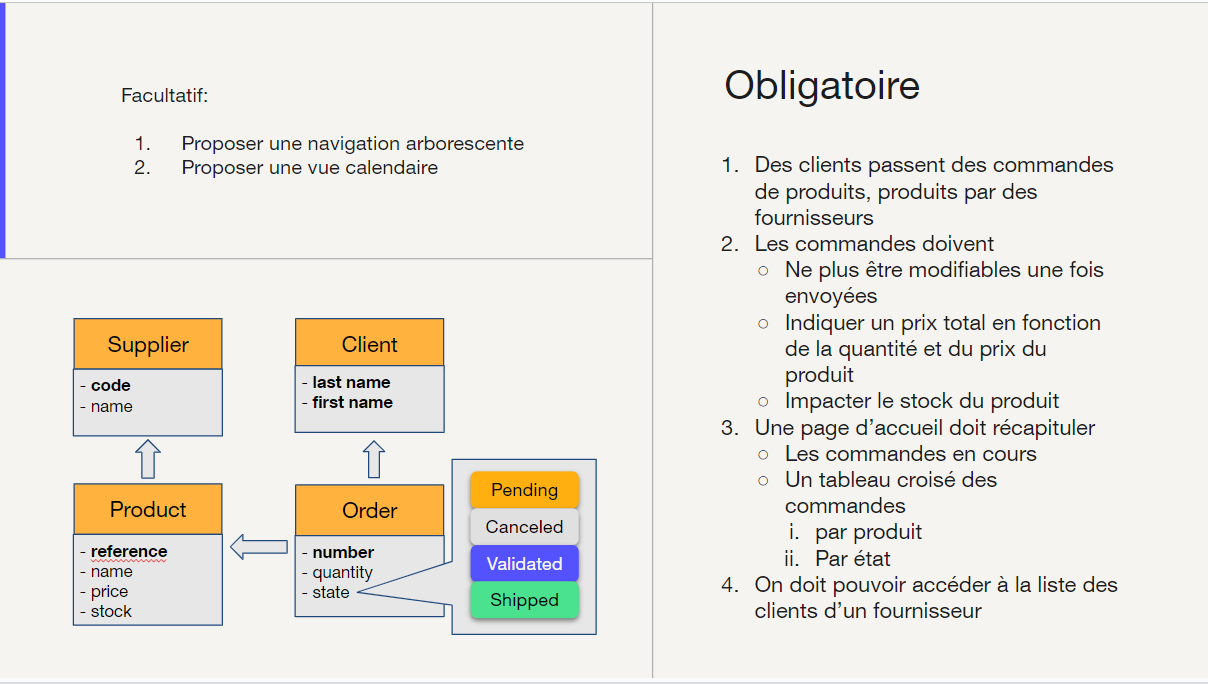 Facultatif:
1. Proposer une navigation arborescente
2. Proposer une vue calendaire
Supplier
- code
- name
Client
- last name
- first name
Product
- reference
- name
- price
- stock
Order
- number
- quantity
- state
Pending
Canceled
Validated
Shipped
Obligatoire
1. Des clients passent des commandes
de produits, produits par des
fournisseurs
2. Les commandes doivent
○ Ne plus être modifiables une fois
envoyées
○ Indiquer un prix total en fonction
de la quantité et du prix du
produit
○ Impacter le stock du produit
3. Une page d’accueil doit récapituler
○ Les commandes en cours
○ Un tableau croisé des
commandes
i. par produit
ii. Par état
4. On doit pouvoir accéder à la liste des
clients d’un fournisseur